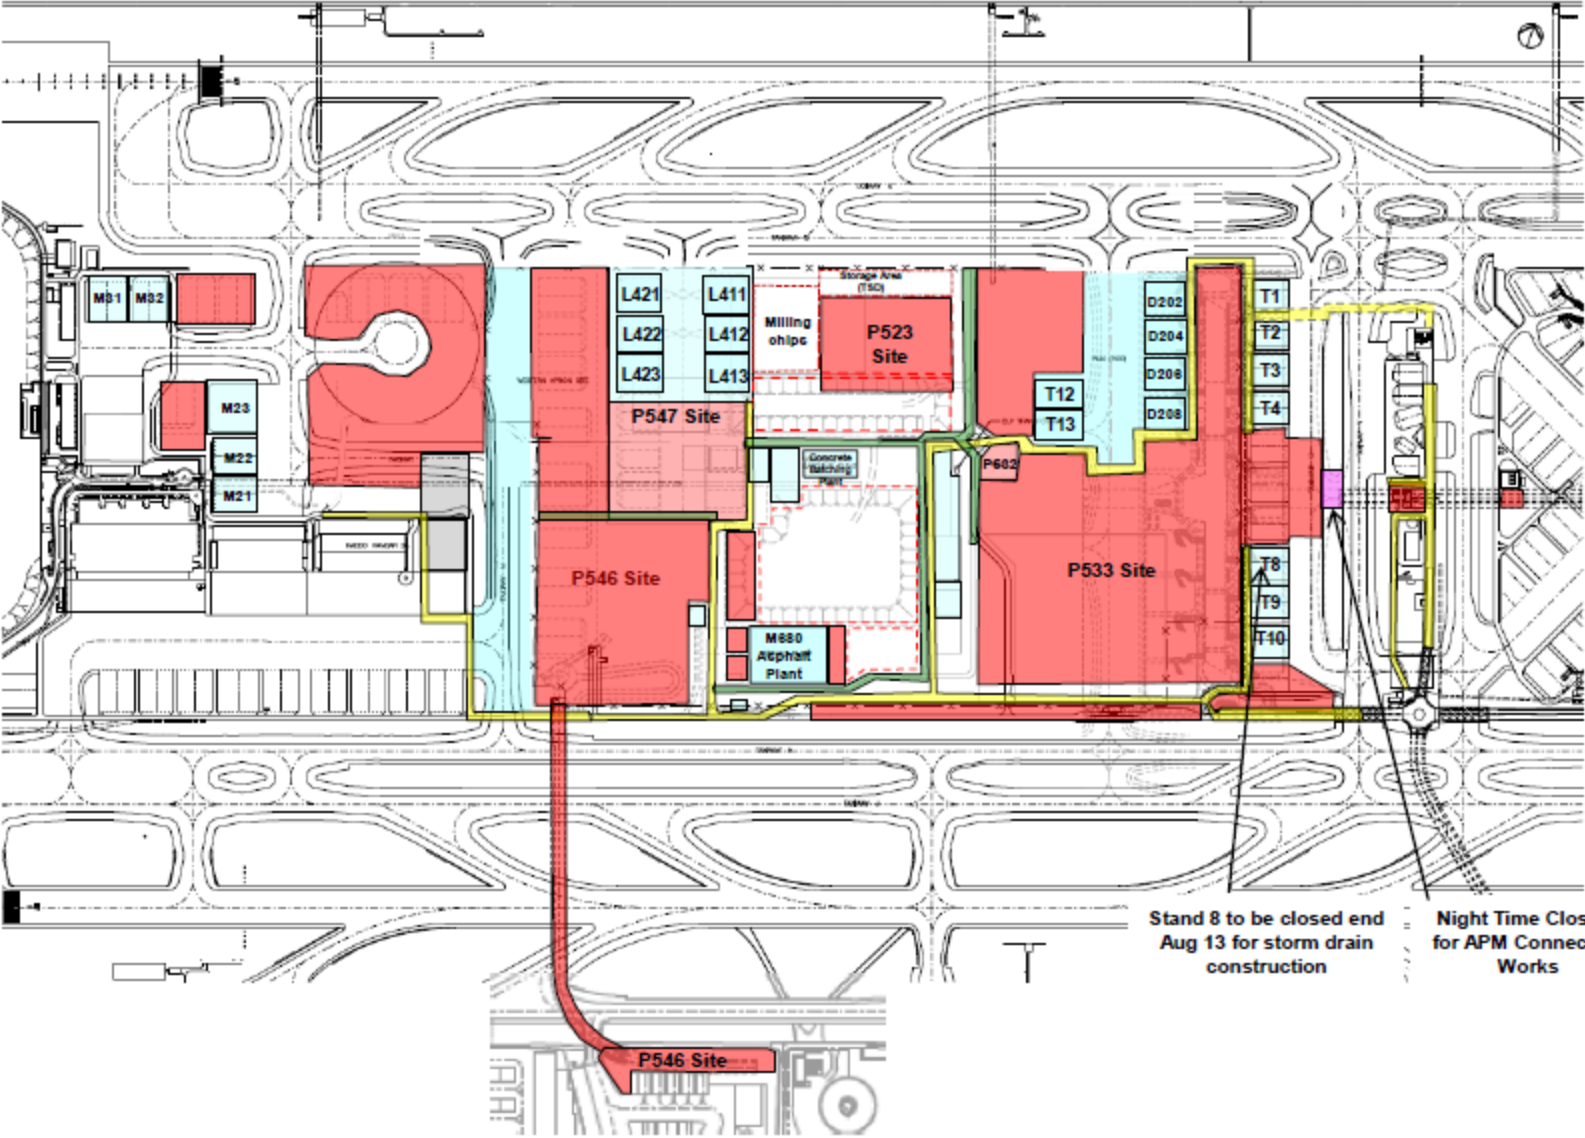 Storage Area
(TSD)
M31
M32
L421
L411
D202
T1
Milling
chips
P523
Site
L422
L412
D204
T2
L423
L413
D206
T3
T12
M23
P547 Site
D208
T4
T13
M22
Concrete
Batching
Plant
P602
M21
P546 Site
P533 Site
T8
T9
M680
Asphalt
Plant
T10
Stand 8 to be closed end
Aug 13 for storm drain
construction
Night Time Clos
for APM Connec
Works
P546 Site